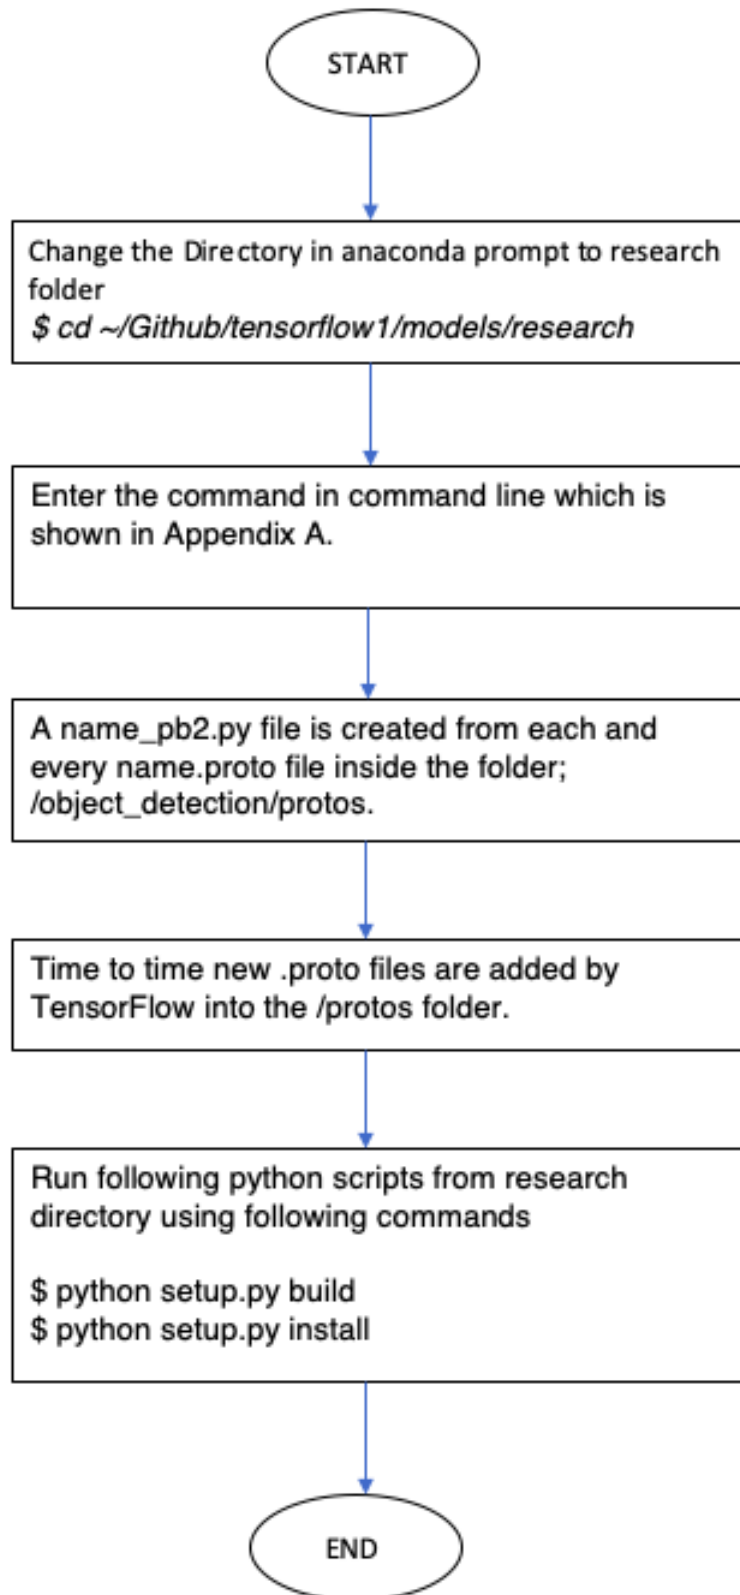 START
Change the Directory in anaconda prompt to research
folder
$ cd ~/Github/tensorflow1/models/research
Enter the command in command line which is
shown in Appendix A.
A name_pb2.py file is created from each and
every name.proto file inside the folder;
/object_detection/protos.
Time to time new .proto files are added by
TensorFlow into the /protos folder.
Run following python scripts from research
directory using following commands
$ python setup.py build
$ python setup.py install
END